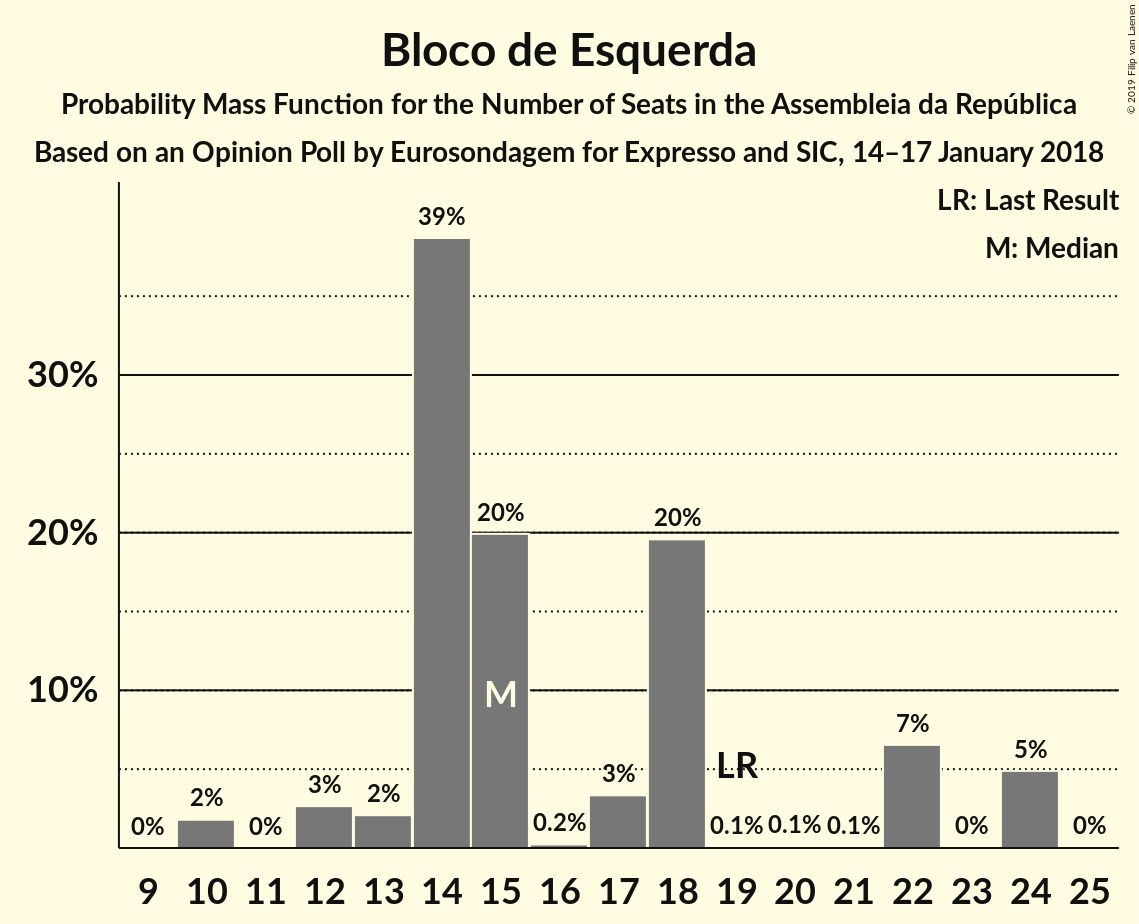 Bloco de Esquerda
Probability Mass Function for the Number of Seats in the Assembleia da República
Based on an Opinion Poll by Eurosondagem for Expresso and SIC, 14–17 January 2018
© 2019 Filip van Laenen
LR: Last Result
M: Median
39%
30%
20%
20%
20%
10%
M
7%
LR
5%
3%
3%
2%
2%
0%
0%
0.2%
0.1%
0.1%
0.1%
0%
0%
9 10 11 12 13 14 15 16 17 18 19 20 21 22 23 24 25